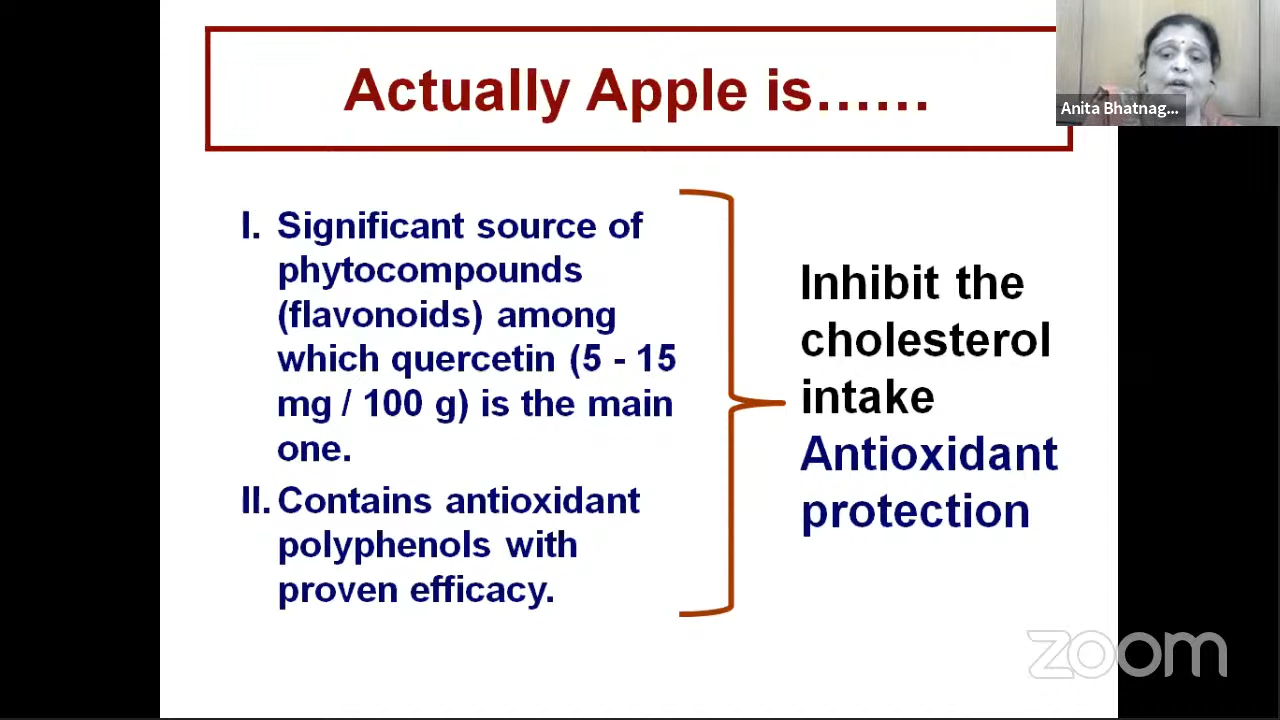 Actually Apple is……
Anita Bhatnag...
I. Significant source of
phytocompounds
(flavonoids) among
which quercetin (5 - 15
mg / 100 g) is the main
one.
II. Contains antioxidant
polyphenols with
proven efficacy.
Inhibit the
cholesterol
intake
Antioxidant
protection
zoom